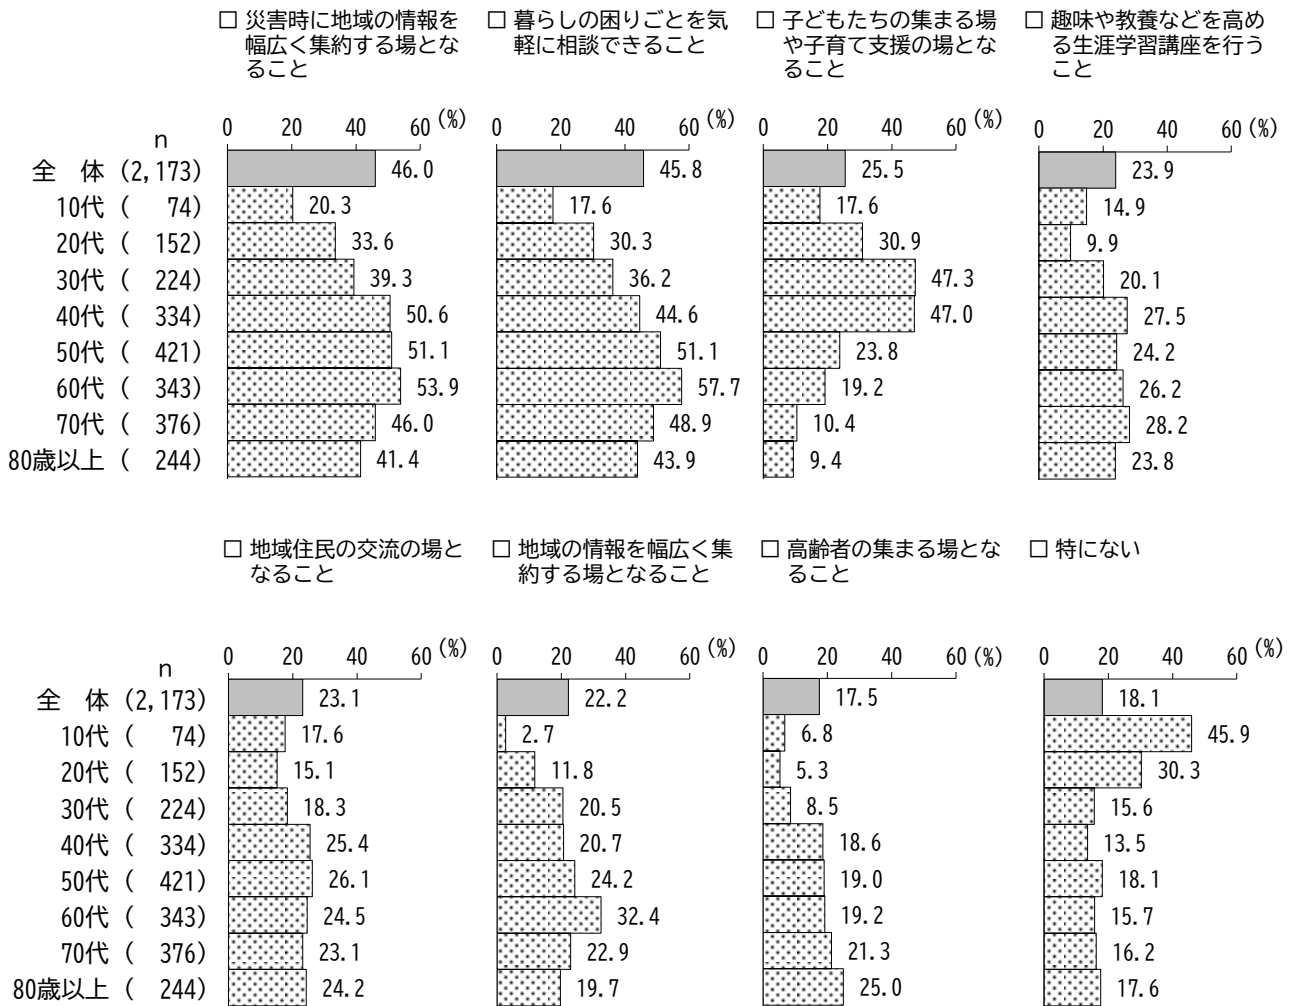 □ 災害時に地域の情報を
幅広く集約する場とな
ること
□ 暮らしの困りごとを気
軽に相談できること
□ 子どもたちの集まる場
や子育て支援の場とな
ること
□ 趣味や教養などを高め
る生涯学習講座を行う
こと
n 0 20 40 60 (%) 0 20 40 60 (%) 0 20 40 60 (%) 0 20 40 60 (%)
全 体 (2,173) 46.0 45.8 25.5 23.9
10代 ( 74) 20.3 17.6 17.6 14.9
20代 ( 152) 33.6 30.3 30.9 9.9
30代 ( 224) 39.3 36.2 47.3 20.1
40代 ( 334) 50.6 44.6 47.0 27.5
50代 ( 421) 51.1 51.1 23.8 24.2
60代 ( 343) 53.9 57.7 19.2 26.2
70代 ( 376) 46.0 48.9 10.4 28.2
80歳以上 ( 244) 41.4 43.9 9.4 23.8
□ 地域住民の交流の場と
なること
□ 地域の情報を幅広く集
約する場となること
□ 高齢者の集まる場とな
ること
□ 特にない
n 0 20 40 60 (%) 0 20 40 60 (%) 0 20 40 60 (%) 0 20 40 60 (%)
全 体 (2,173) 23.1 22.2 17.5 18.1
10代 ( 74) 17.6 2.7 6.8 45.9
20代 ( 152) 15.1 11.8 5.3 30.3
30代 ( 224) 18.3 20.5 8.5 15.6
40代 ( 334) 25.4 20.7 18.6 13.5
50代 ( 421) 26.1 24.2 19.0 18.1
60代 ( 343) 24.5 32.4 19.2 15.7
70代 ( 376) 23.1 22.9 21.3 16.2
80歳以上 ( 244) 24.2 19.7 25.0 17.6